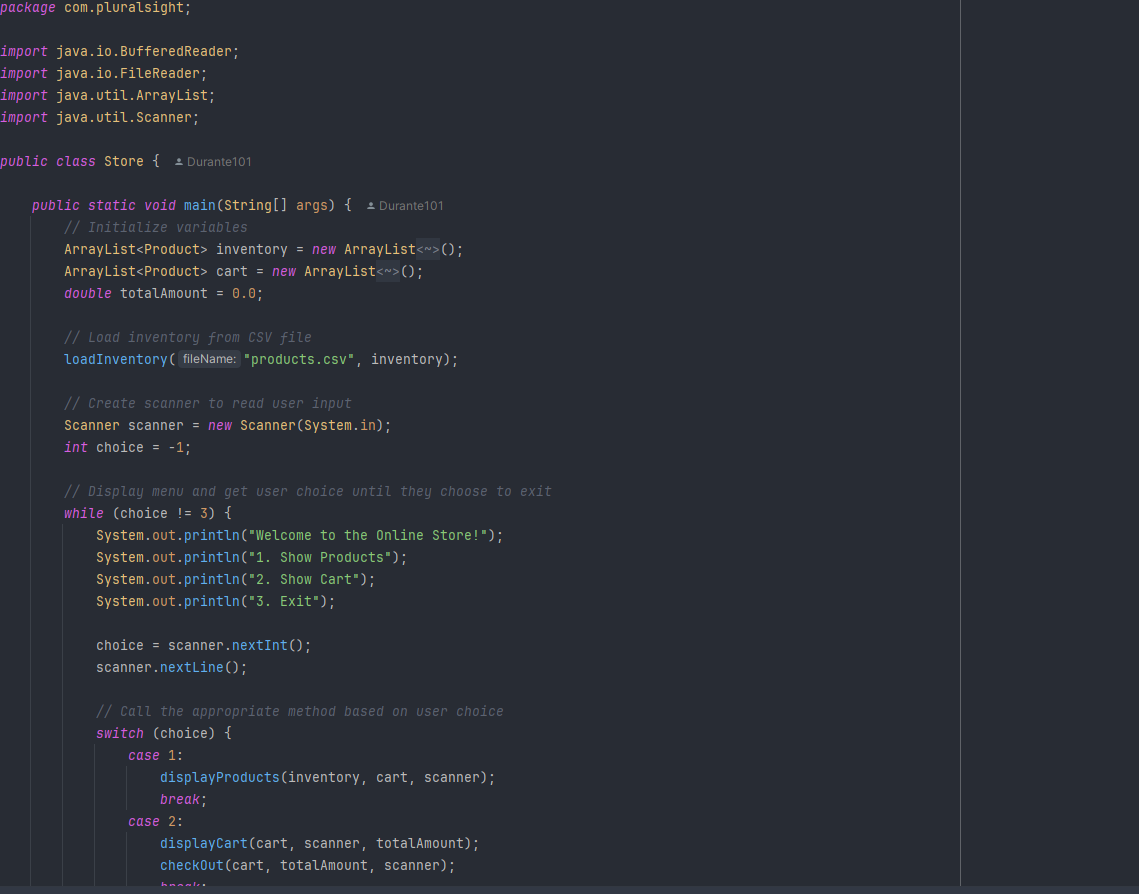 package com.pluralsight;
import java.io.BufferedReader;
import java.io.FileReader;
import java.util.ArrayList;
import java.util.Scanner;
public class Store { Durante101
public static void main(String[] args) { Durante101
// Initialize variables
ArrayList<Product> inventory = new ArrayList<~>();
ArrayList<Product> cart = new ArrayList<~>();
double totalAmount = 0.0;
// Load inventory from CSV file
loadInventory( fileName: "products.csv", inventory);
// Create scanner to read user input
Scanner scanner = new Scanner(System.in);
int choice = -1;
// Display menu and get user choice until they choose to exit
while (choice != 3) {
System.out.println("Welcome to the Online Store!");
System.out.println("1. Show Products");
System.out.println("2. Show Cart");
System.out.println("3. Exit");
choice = scanner.nextInt();
scanner.nextLine();
// Call the appropriate method based on user choice
switch (choice) {
case 1:
displayProducts(inventory, cart, scanner);
break;
case 2:
displayCart(cart, scanner, totalAmount);
checkOut(cart, totalAmount, scanner);
break;